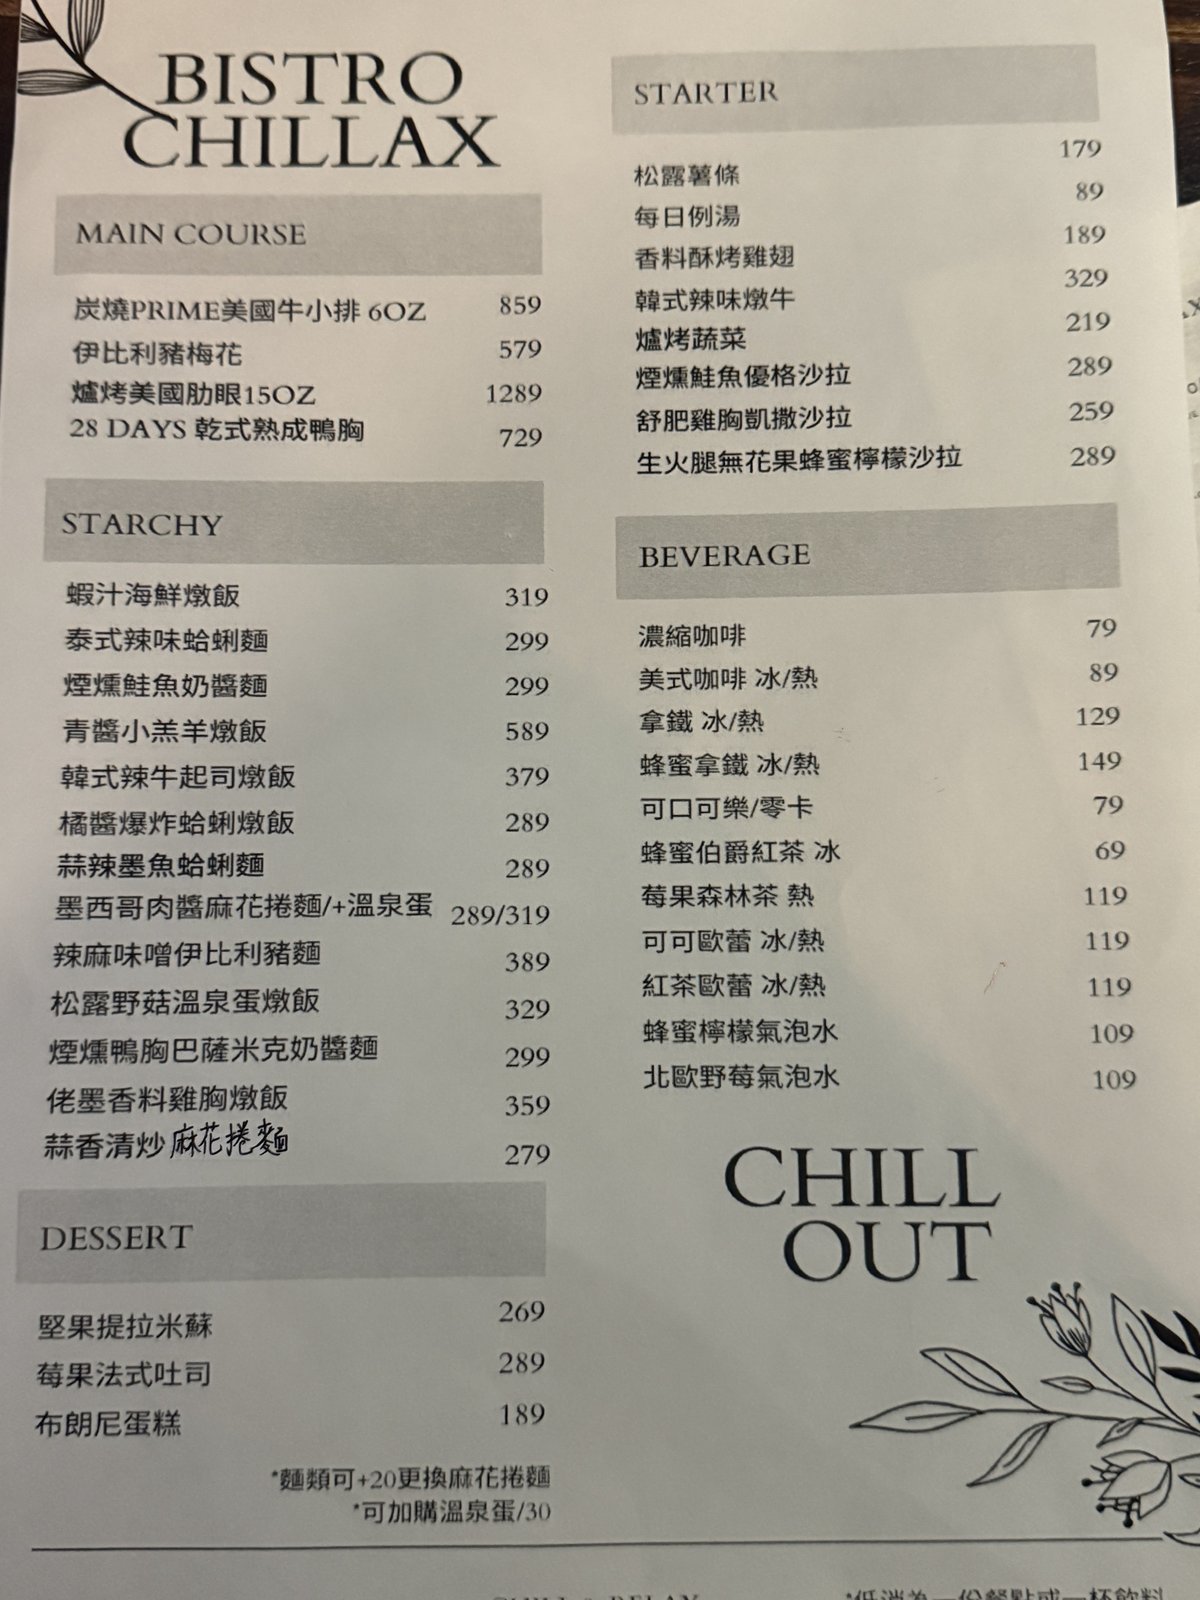 BISTRO
CHILLAX
MAIN COURSE
炭燒PRIME美國牛小排 6OZ 859
伊比利豬梅花 579
爐烤美國肋眼15OZ 1289
28 DAYS 乾式熟成鴨胸 729
STARCHY
蝦汁海鮮燉飯 319
泰式辣味蛤蜊麵 299
煙燻鮭魚奶醬麵 299
青醬小羔羊燉飯 589
韓式辣牛起司燉飯 379
橘醬爆炸蛤蜊燉飯 289
蒜辣墨魚蛤蜊麵 289
墨西哥肉醬麻花捲麵/+溫泉蛋 289/319
辣麻味噌伊比利豬麵 389
松露野菇溫泉蛋燉飯 329
煙燻鴨胸巴薩米克奶醬麵 299
佬墨香料雞胸燉飯 359
蒜香清炒麻花捲麵 279
DESSERT
堅果提拉米蘇 269
莓果法式吐司 289
布朗尼蛋糕 189
*麵類可+20更換麻花捲麵
*可加購溫泉蛋/30
STARTER
松露薯條 179
每日例湯 89
香料酥烤雞翅 189
韓式辣味燉牛 329
爐烤蔬菜 219
煙燻鮭魚優格沙拉 289
舒肥雞胸凱撒沙拉 259
生火腿無花果蜂蜜檸檬沙拉 289
BEVERAGE
濃縮咖啡 79
美式咖啡 冰/熱 89
拿鐵 冰/熱 129
蜂蜜拿鐵 冰/熱 149
可口可樂/零卡 79
蜂蜜伯爵紅茶 冰 69
莓果森林茶 熱 119
可可歐蕾 冰/熱 119
紅茶歐蕾 冰/熱 119
蜂蜜檸檬氣泡水 109
北歐野莓氣泡水 109
CHILL
OUT
*低消為一份餐點或一杯飲料